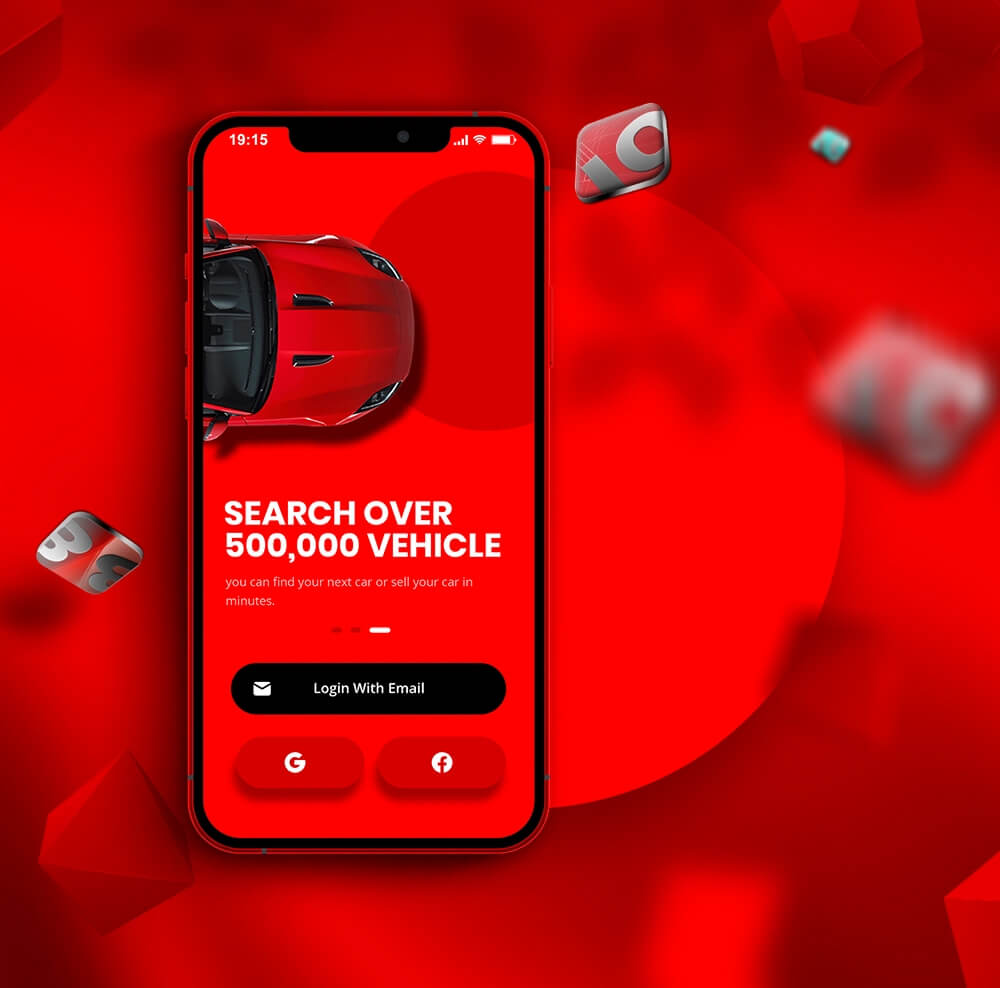 19:15
SEARCH OVER
500,000 VEHICLE
you can find your next car or sell your car in
minutes.
Login With Email